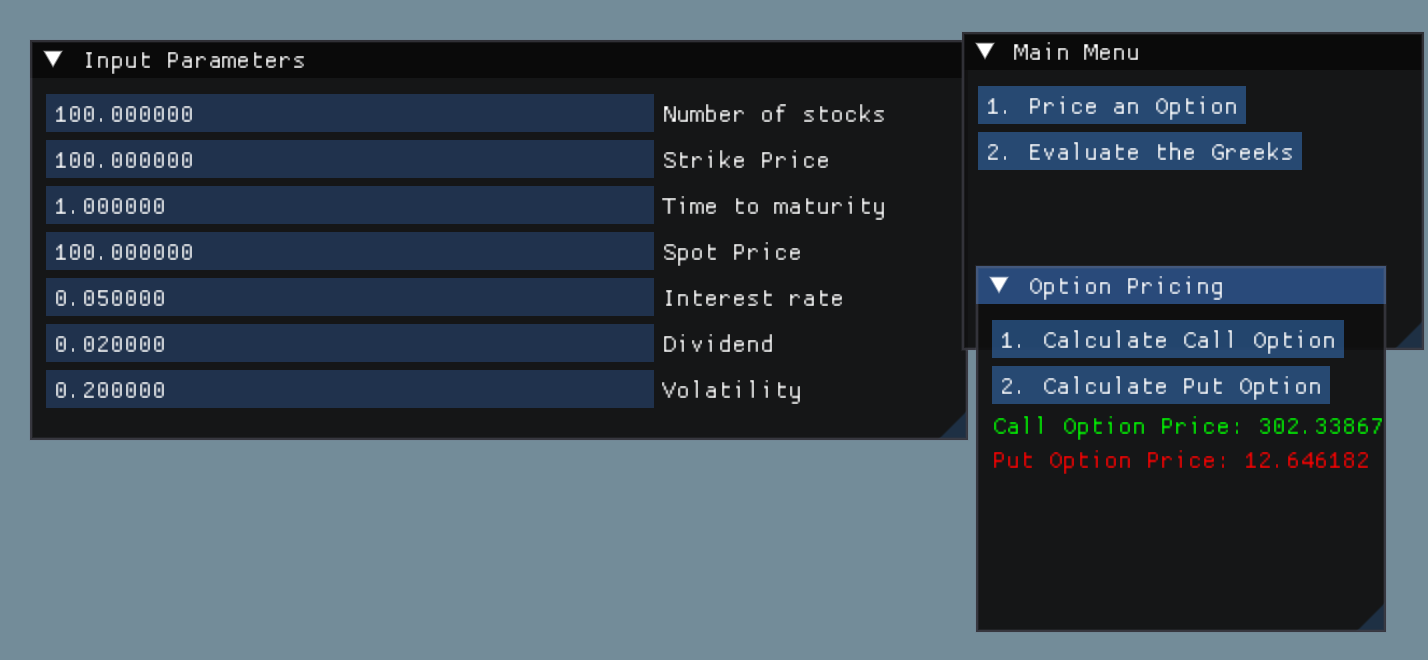 Input Parameters
100.000000 Number of stocks
100.000000 Strike Price
1.000000 Time to maturity
100.000000 Spot Price
0.050000 Interest rate
0.020000 Dividend
0.200000 Volatility
Main Menu
1. Price an Option
2. Evaluate the Greeks
Option Pricing
1. Calculate Call Option
2. Calculate Put Option
Call Option Price: 302.33867
Put Option Price: 12.646182